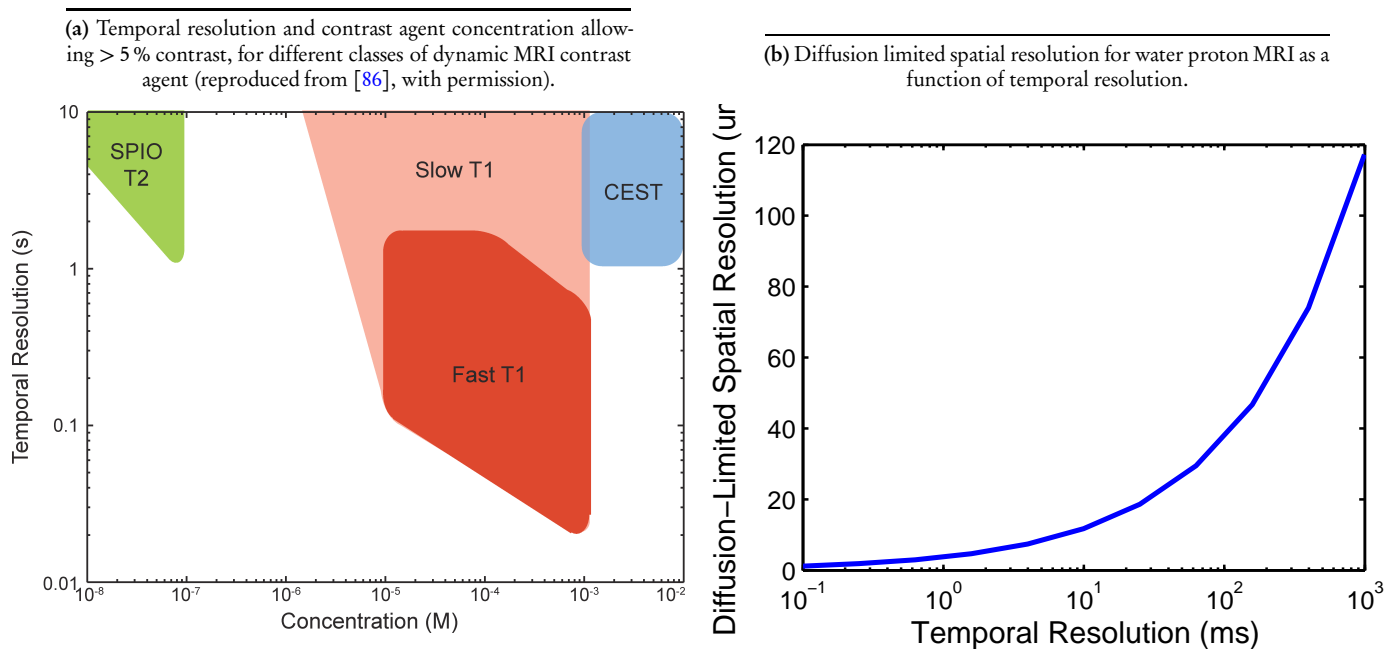 (a) Temporal resolution and contrast agent concentration allow-
ing > 5 % contrast, for different classes of dynamic MRI contrast
agent (reproduced from [86], with permission).
10
1
0.1
0.01
Temporal Resolution (s)
SPIO
T2
Slow T1
CEST
Fast T1
10⁻⁸
10⁻⁷
10⁻⁶
10⁻⁵
10⁻⁴
10⁻³
10⁻²
Concentration (M)
(b) Diffusion limited spatial resolution for water proton MRI as a
function of temporal resolution.
Diffusion−Limited Spatial Resolution (ur
120
100
80
60
40
20
0
10⁻¹
10⁰
10¹
10²
10³
Temporal Resolution (ms)